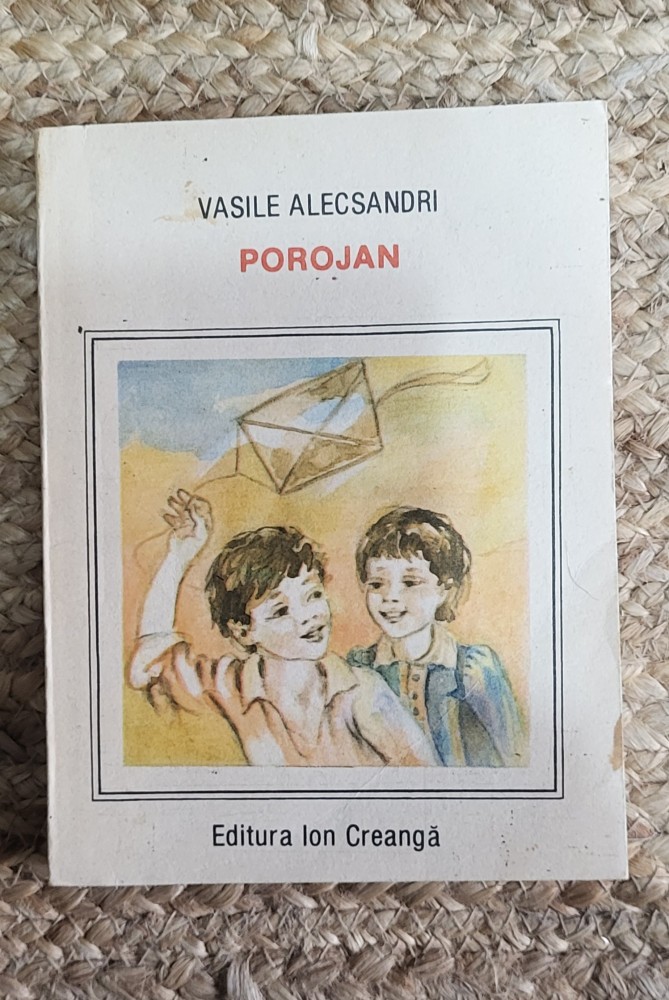 VASILE ALECSANDRI
POROJAN
Editura Ion Creangă